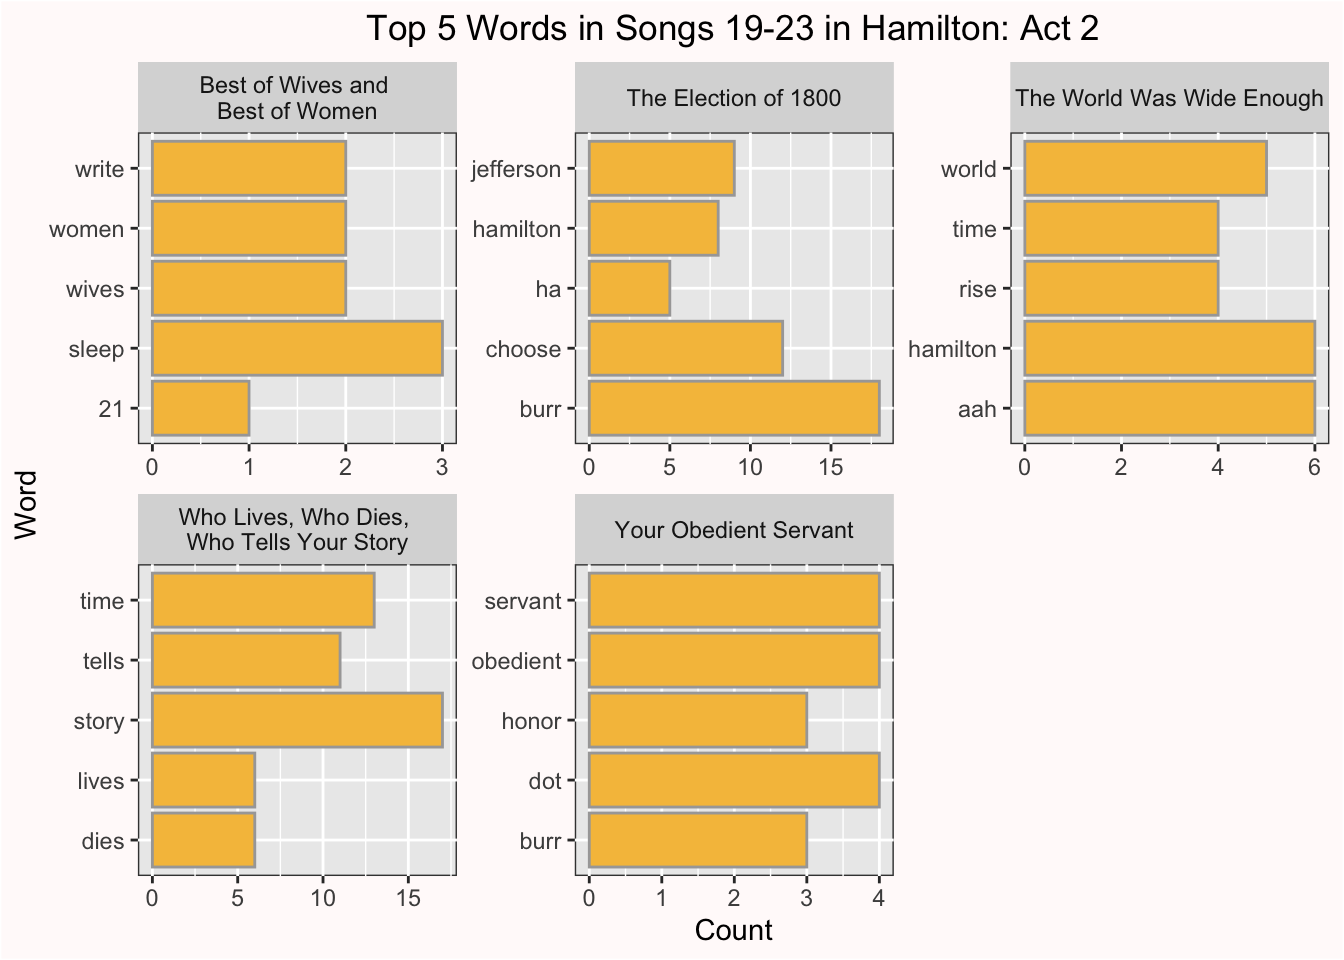 Top 5 Words in Songs 19-23 in Hamilton: Act 2
Best of Wives and
Best of Women
write
women
wives
sleep
21
0 1 2 3
The Election of 1800
jefferson
hamilton
ha
choose
burr
0 5 10 15
The World Was Wide Enough
world
time
rise
hamilton
aah
0 2 4 6
Word
Who Lives, Who Dies,
Who Tells Your Story
time
tells
story
lives
dies
0 5 10 15
Your Obedient Servant
servant
obedient
honor
dot
burr
0 1 2 3 4
Count